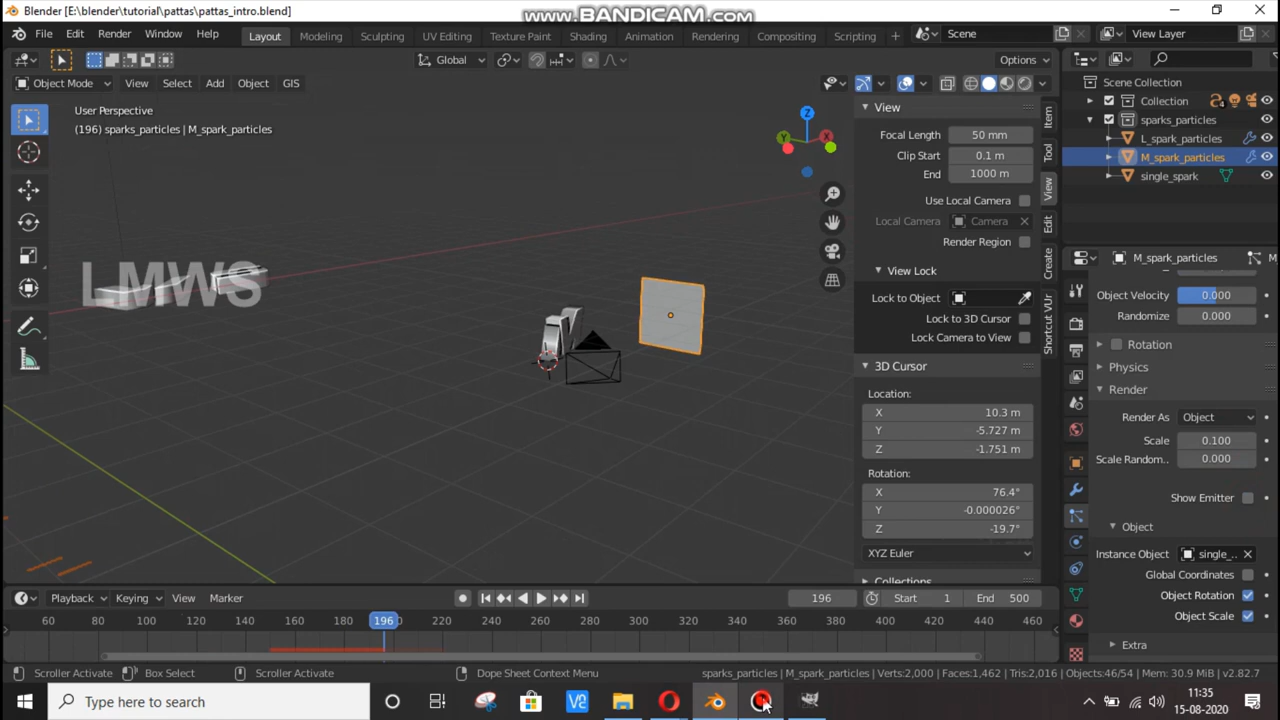 Blender [E:\blender\tutorial\pattas\pattas_intro.blend]
www.BANDICAM.com
File Edit Render Window Help Layout Modeling Sculpting UV Editing Texture Paint Shading Animation Rendering Compositing Scripting + Scene View Layer
Global Options
Object Mode View Select Add Object GIS
User Perspective
(196) sparks_particles | M_spark_particles
Z
Y
X
LMWS
View
Focal Length 50 mm
Clip Start 0.1 m
End 1000 m
Use Local Camera
Local Camera Camera
Render Region
View Lock
Lock to Object
Lock to 3D Cursor
Lock Camera to View
3D Cursor
Location:
X 10.3 m
Y -5.727 m
Z -1.751 m
Rotation:
X 76.4°
Y -0.000026°
Z -19.7°
XYZ Euler
Collections
Item
Tool
View
Edit
Create
Shortcut VUr
Scene Collection
Collection 4
sparks_particles
L_spark_particles
M_spark_particles
single_spark
M_spark_particles M
Object Velocity 0.000
Randomize 0.000
Rotation
Physics
Render
Render As Object
Scale 0.100
Scale Random.. 0.000
Show Emitter
Object
Instance Object single_..
Global Coordinates
Object Rotation
Object Scale
Extra
Playback Keying View Marker 196 Start 1 End 500
60 80 100 120 140 160 180 196 220 240 260 280 300 320 340 360 380 400 420 440 460
Scroller Activate Box Select Scroller Activate Dope Sheet Context Menu sparks_particles | M_spark_particles | Verts:2,000 | Faces:1,462 | Tris:2,016 | Objects:46/54 | Mem: 30.9 MiB | v2.82.7
Type here to search
11:35
15-08-2020